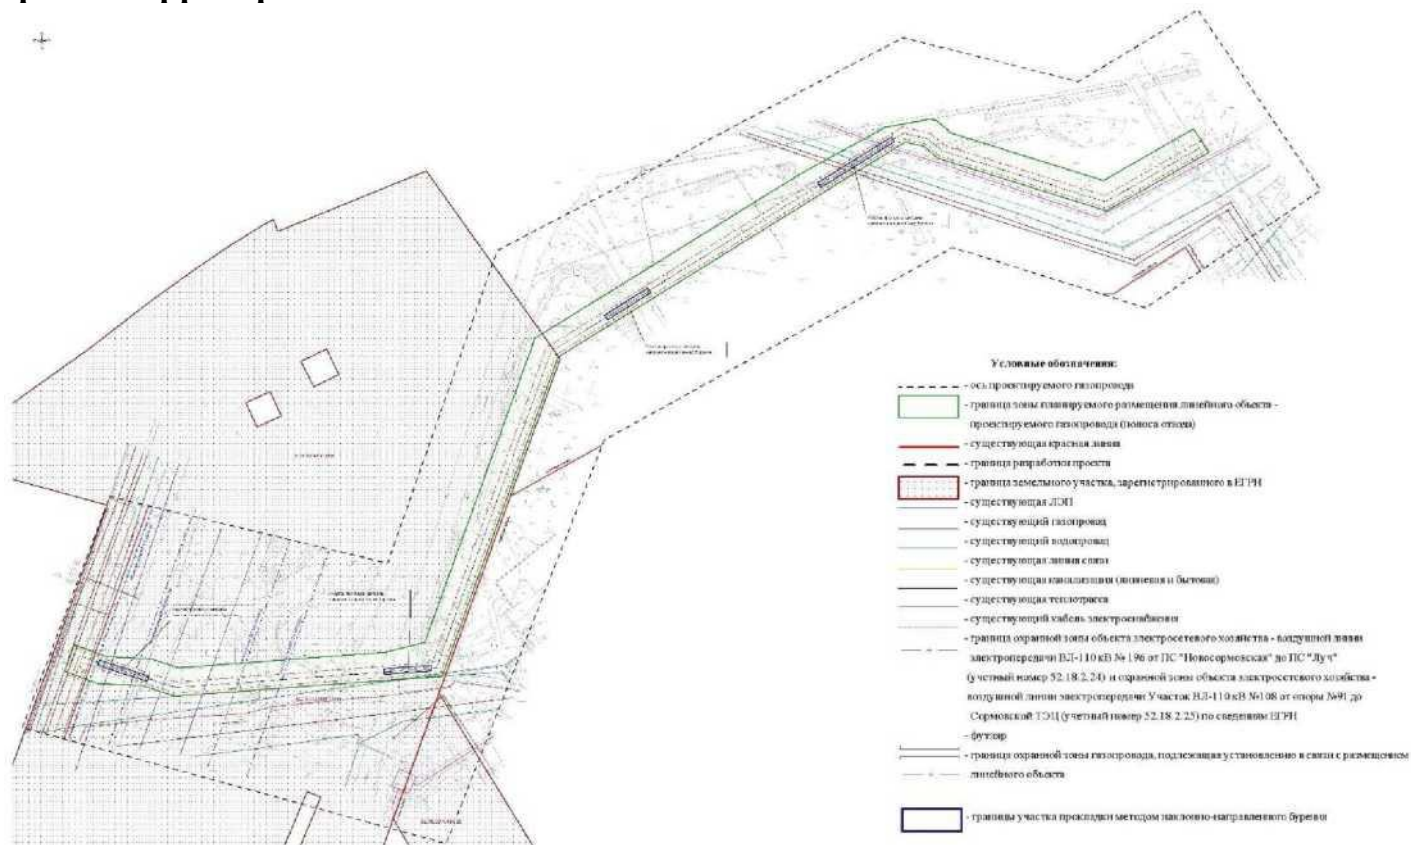 Условные обозначения:
- ось проектируемого газопровода
- граница зоны планируемого размещения линейного объекта -
проектируемого газопровода (полоса отвода)
- существующая красная линия
- граница разработки проекта
- граница земельного участка, зарегистрированного в ЕГРН
- существующая ЛЭП
- существующий газопровод
- существующий водопровод
- существующая линия связи
- существующая канализация (ливневая и бытовая)
- существующая теплотрасса
- существующий кабель электроснабжения
- граница охранной зоны объекта электросетевого хозяйства - воздушной линии
электропередачи ВЛ-110 кВ № 196 от ПС "Новосормовская" до ПС "Луч"
(учетный номер 52.18.2.24) и охранной зоны объекта электросетевого хозяйства -
воздушной линии электропередачи Участок ВЛ-110 кВ №108 от опоры №91 до
Сормовской ТЭЦ (учетный номер 52.18.2.25) по сведениям ЕГРН
- футляр
- граница охранной зоны газопровода, подлежащая установлению в связи с размещением
линейного объекта
- границы участка прокладки методом наклонно-направленного бурения